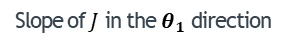 Slope of J in the θ₁ direction